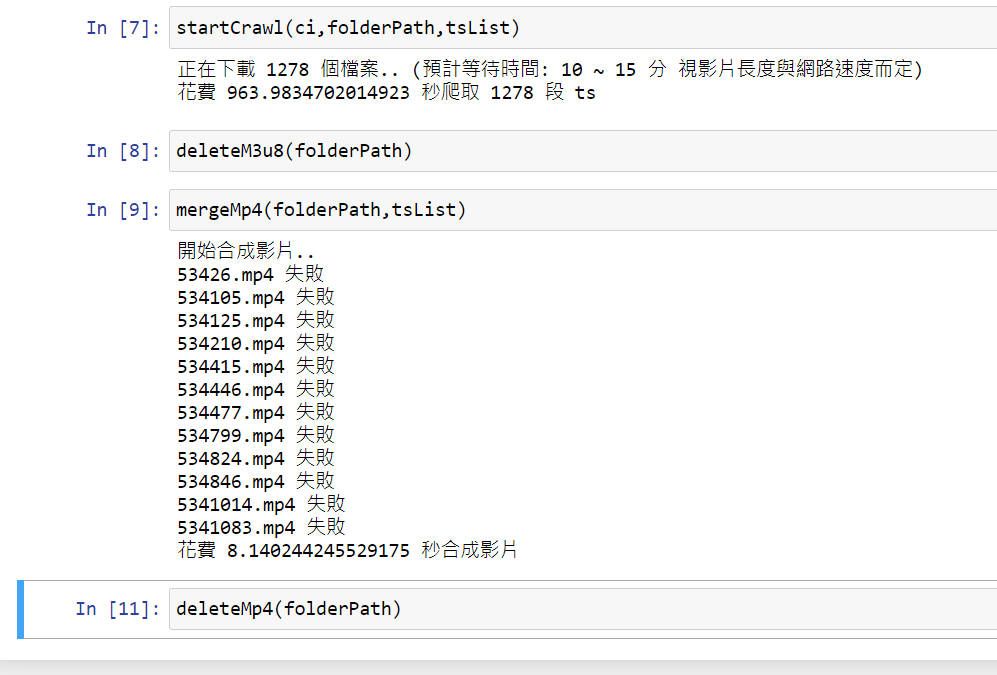 In [7]: startCrawl(ci,folderPath,tsList)
正在下載 1278 個檔案.. (預計等待時間: 10 ~ 15 分 視影片長度與網路速度而定)
花費 963.9834702014923 秒爬取 1278 段 ts
In [8]: deleteM3u8(folderPath)
In [9]: mergeMp4(folderPath,tsList)
開始合成影片..
53426.mp4 失敗
534105.mp4 失敗
534125.mp4 失敗
534210.mp4 失敗
534415.mp4 失敗
534446.mp4 失敗
534477.mp4 失敗
534799.mp4 失敗
534824.mp4 失敗
534846.mp4 失敗
5341014.mp4 失敗
5341083.mp4 失敗
花費 8.140244245529175 秒合成影片
In [11]: deleteMp4(folderPath)